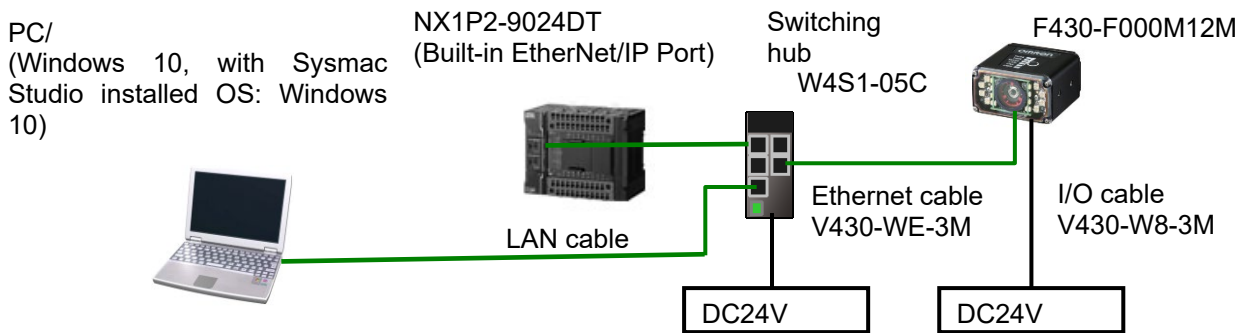 PC/
(Windows 10, with Sysmac
Studio installed OS: Windows
10)
NX1P2-9024DT
(Built-in EtherNet/IP Port)
Switching
hub
W4S1-05C
F430-F000M12M
Ethernet cable
V430-WE-3M
I/O cable
V430-W8-3M
LAN cable
DC24V
DC24V